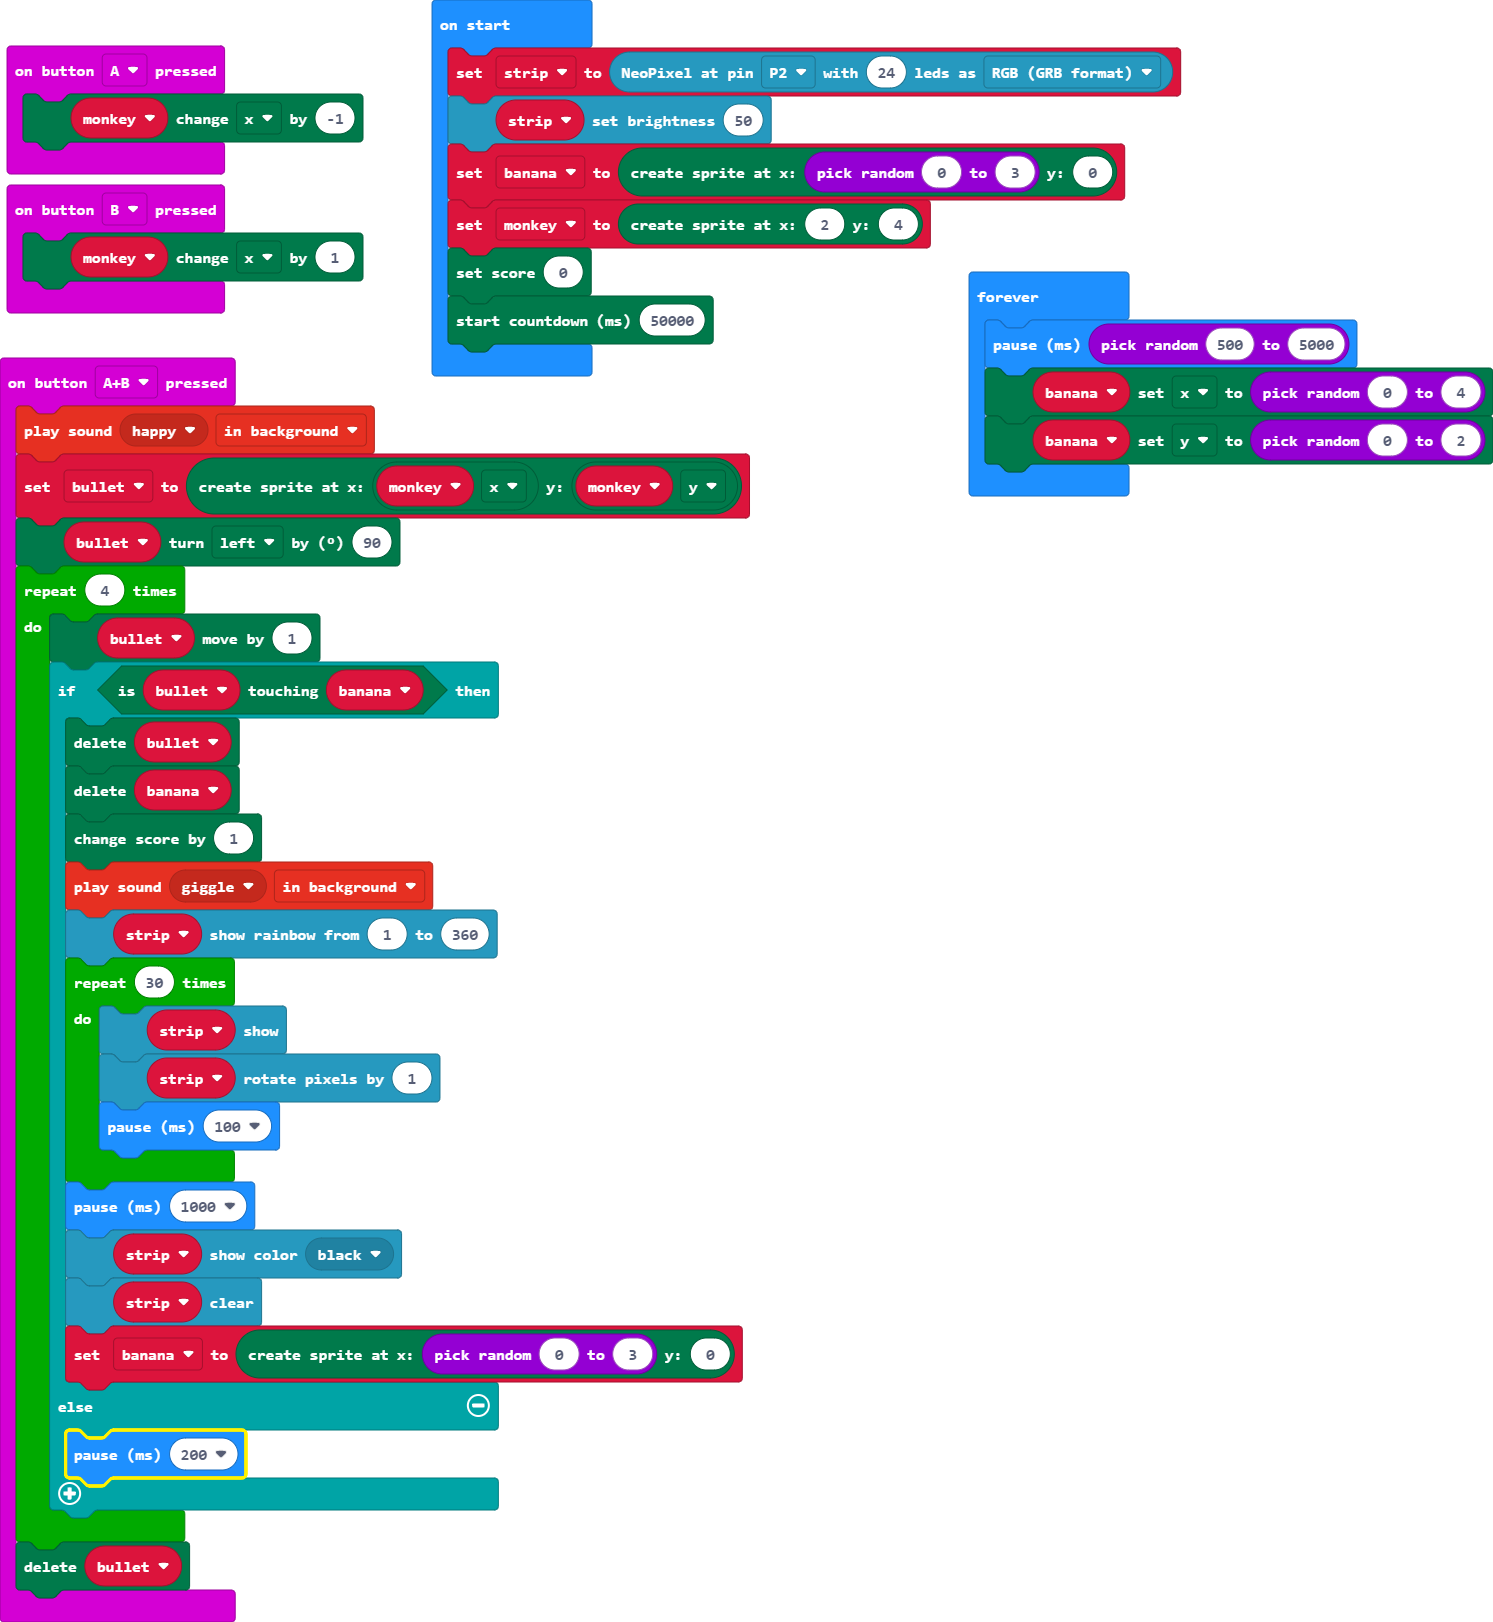 on button A pressed
monkey change x by -1
on button B pressed
monkey change x by 1
on start
set strip to NeoPixel at pin P2 with 24 leds as RGB (GRB format)
strip set brightness 50
set banana to create sprite at x: pick random 0 to 3 y: 0
set monkey to create sprite at x: 2 y: 4
set score 0
start countdown (ms) 50000
forever
pause (ms) pick random 500 to 5000
banana set x to pick random 0 to 4
banana set y to pick random 0 to 2
on button A+B pressed
play sound happy in background
set bullet to create sprite at x: monkey x y: monkey y
bullet turn left by (°) 90
repeat 4 times
do
bullet move by 1
if is bullet touching banana then
delete bullet
delete banana
change score by 1
play sound giggle in background
strip show rainbow from 1 to 360
repeat 30 times
do
strip show
strip rotate pixels by 1
pause (ms) 100
pause (ms) 1000
strip show color black
strip clear
set banana to create sprite at x: pick random 0 to 3 y: 0
else
pause (ms) 200
delete bullet